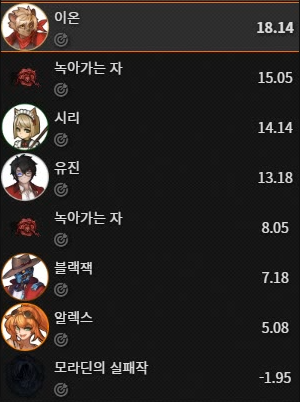 이온
18.14
녹아가는 자
15.05
시리
14.14
유진
13.18
녹아가는 자
8.05
블랙잭
7.18
알렉스
5.08
모라딘의 실패작
-1.95